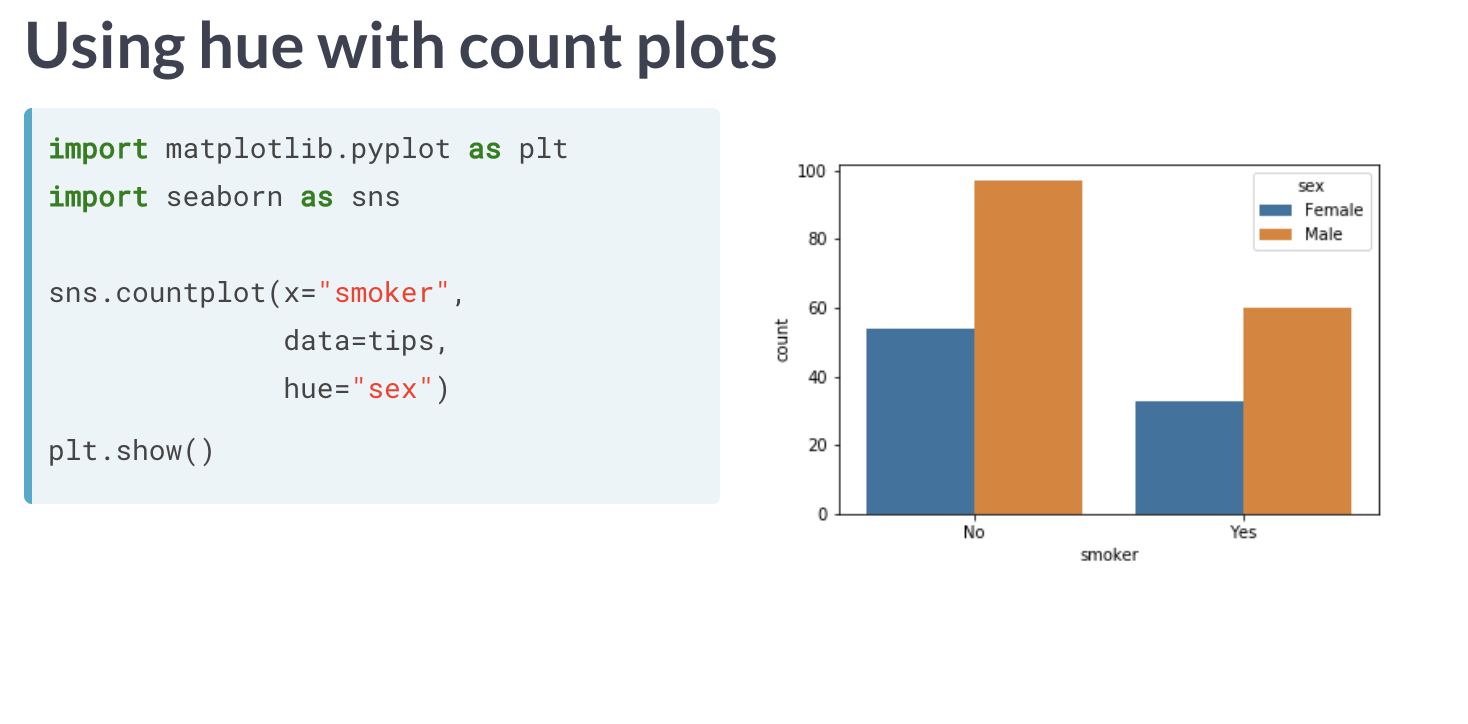 Using hue with count plots
import matplotlib.pyplot as plt
import seaborn as sns
sns.countplot(x="smoker",
              data=tips,
              hue="sex")
plt.show()
100
80
60
40
20
0
count
sex
Female
Male
No Yes
smoker